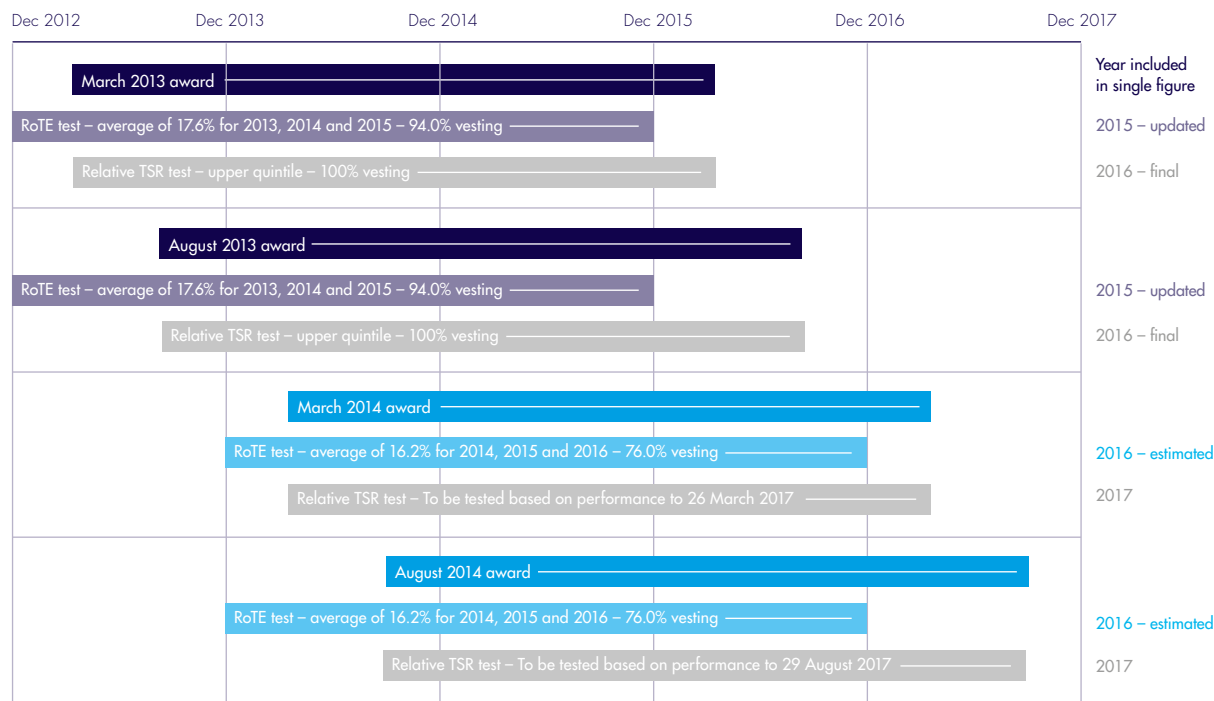 Dec 2012 Dec 2013 Dec 2014 Dec 2015 Dec 2016 Dec 2017
Year included
in single figure
March 2013 award
RoTE test – average of 17.6% for 2013, 2014 and 2015 – 94.0% vesting 2015 – updated
Relative TSR test – upper quintile – 100% vesting 2016 – final
August 2013 award
RoTE test – average of 17.6% for 2013, 2014 and 2015 – 94.0% vesting 2015 – updated
Relative TSR test – upper quintile – 100% vesting 2016 – final
March 2014 award
RoTE test – average of 16.2% for 2014, 2015 and 2016 – 76.0% vesting 2016 – estimated
Relative TSR test – To be tested based on performance to 26 March 2017 2017
August 2014 award
RoTE test – average of 16.2% for 2014, 2015 and 2016 – 76.0% vesting 2016 – estimated
Relative TSR test – To be tested based on performance to 29 August 2017 2017